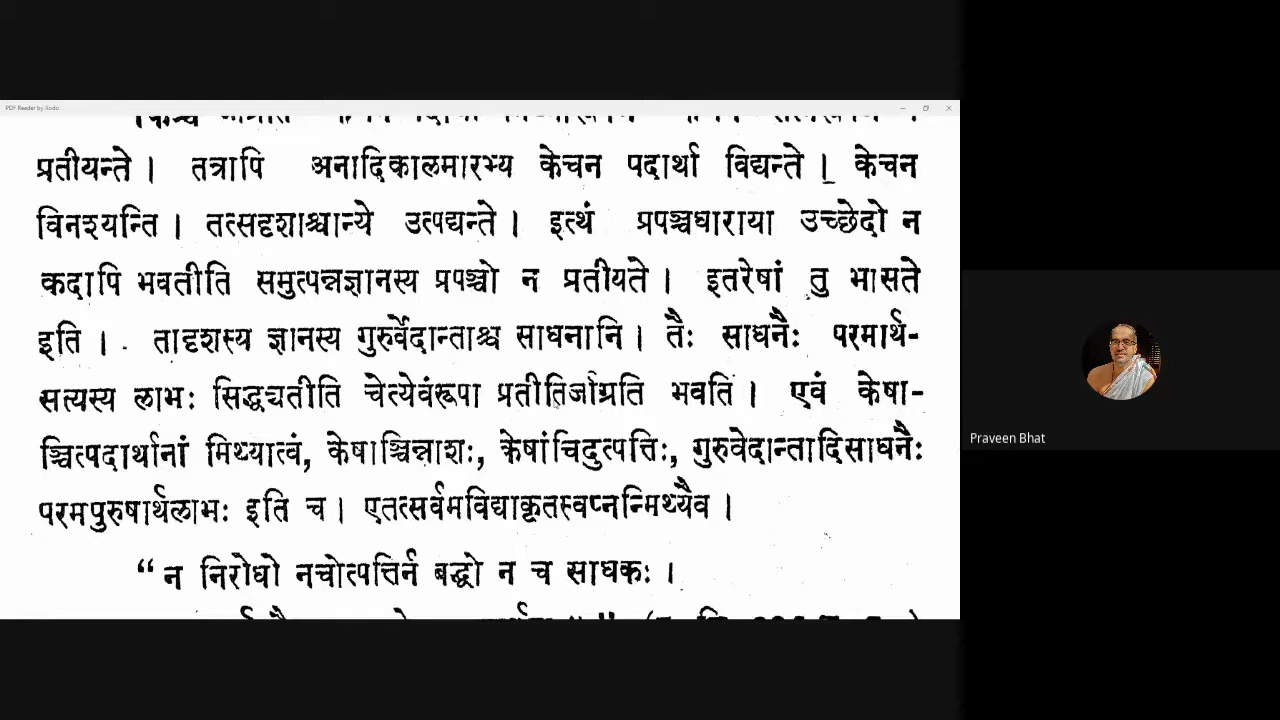 PDF Reader by Xodo
प्रतीयन्ते । तत्रापि अनादिकालमारभ्य केचन पदार्था विद्यन्ते । केचन
विनश्यन्ति । तत्सदृशाश्चान्ये उत्पद्यन्ते । इत्थं प्रपञ्चधाराया उच्छेदो न
कदापि भवतीति समुत्पन्नज्ञानस्य प्रपञ्चो न प्रतीयते । इतरेषां तु भासते
इति । तादृशस्य ज्ञानस्य गुरुर्वेदान्ताश्च साधनानि । तैः साधनैः परमार्थ-
सत्यस्य लाभः सिद्ध्यतीति चेत्येवंरूपा प्रतीतिर्जाग्रति भवति । एवं केषा-
ञ्चित्पदार्थानां मिथ्यात्वं, केषाञ्चिन्नाशः, केषांचिदुत्पत्तिः, गुरुवेदान्तादिसाधनैः
परमपुरुषार्थलाभः इति च । एतत्सर्वमविद्याकृतस्वप्नन्मिथ्यैव ।
“न निरोधो नचोत्पत्तिर्न बद्धो न च साधकः ।
Praveen Bhat